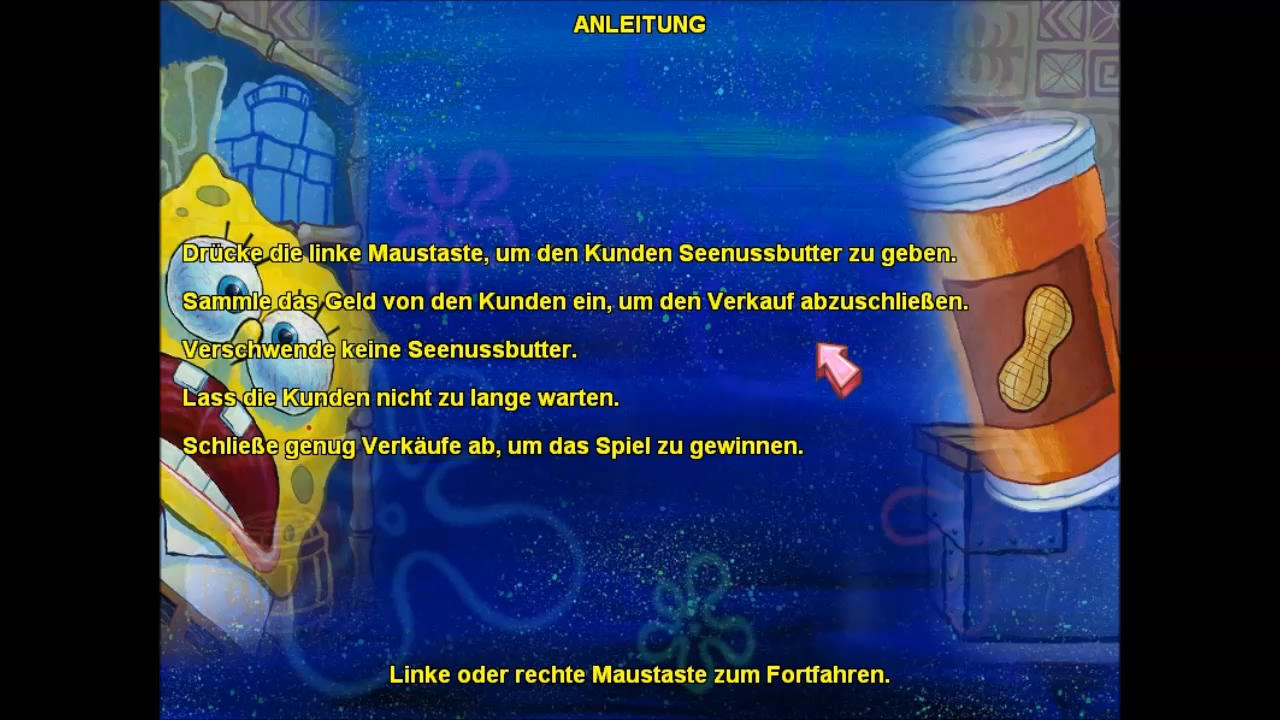 ANLEITUNG
Drücke die linke Maustaste, um den Kunden Seenussbutter zu geben.
Sammle das Geld von den Kunden ein, um den Verkauf abzuschließen.
Verschwende keine Seenussbutter.
Lass die Kunden nicht zu lange warten.
Schließe genug Verkäufe ab, um das Spiel zu gewinnen.
Linke oder rechte Maustaste zum Fortfahren.